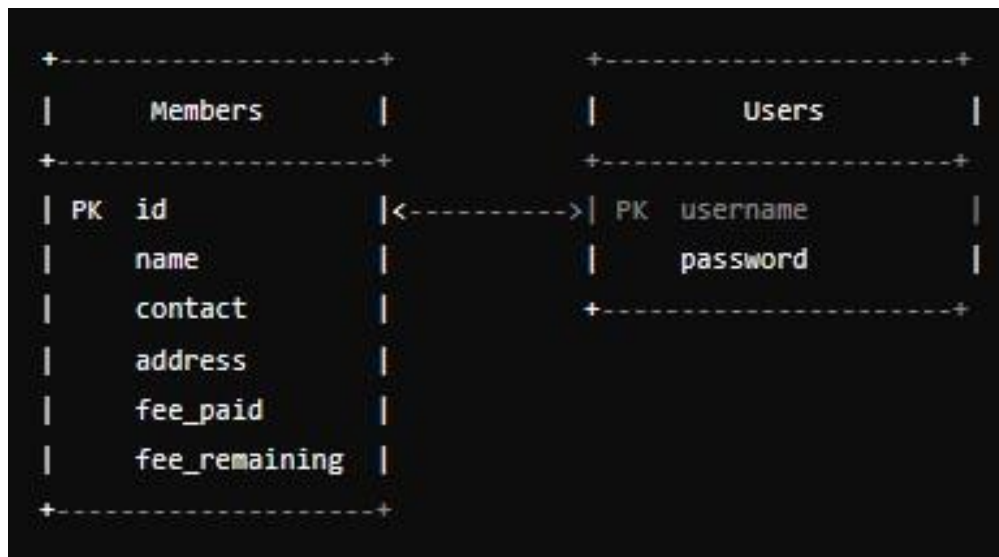 +--------------------+ +----------------------+
| Members | | Users |
+--------------------+ +----------------------+
| PK id |<---------->| PK username |
| name | | password |
| contact | +----------------------+
| address |
| fee_paid |
| fee_remaining |
+--------------------+